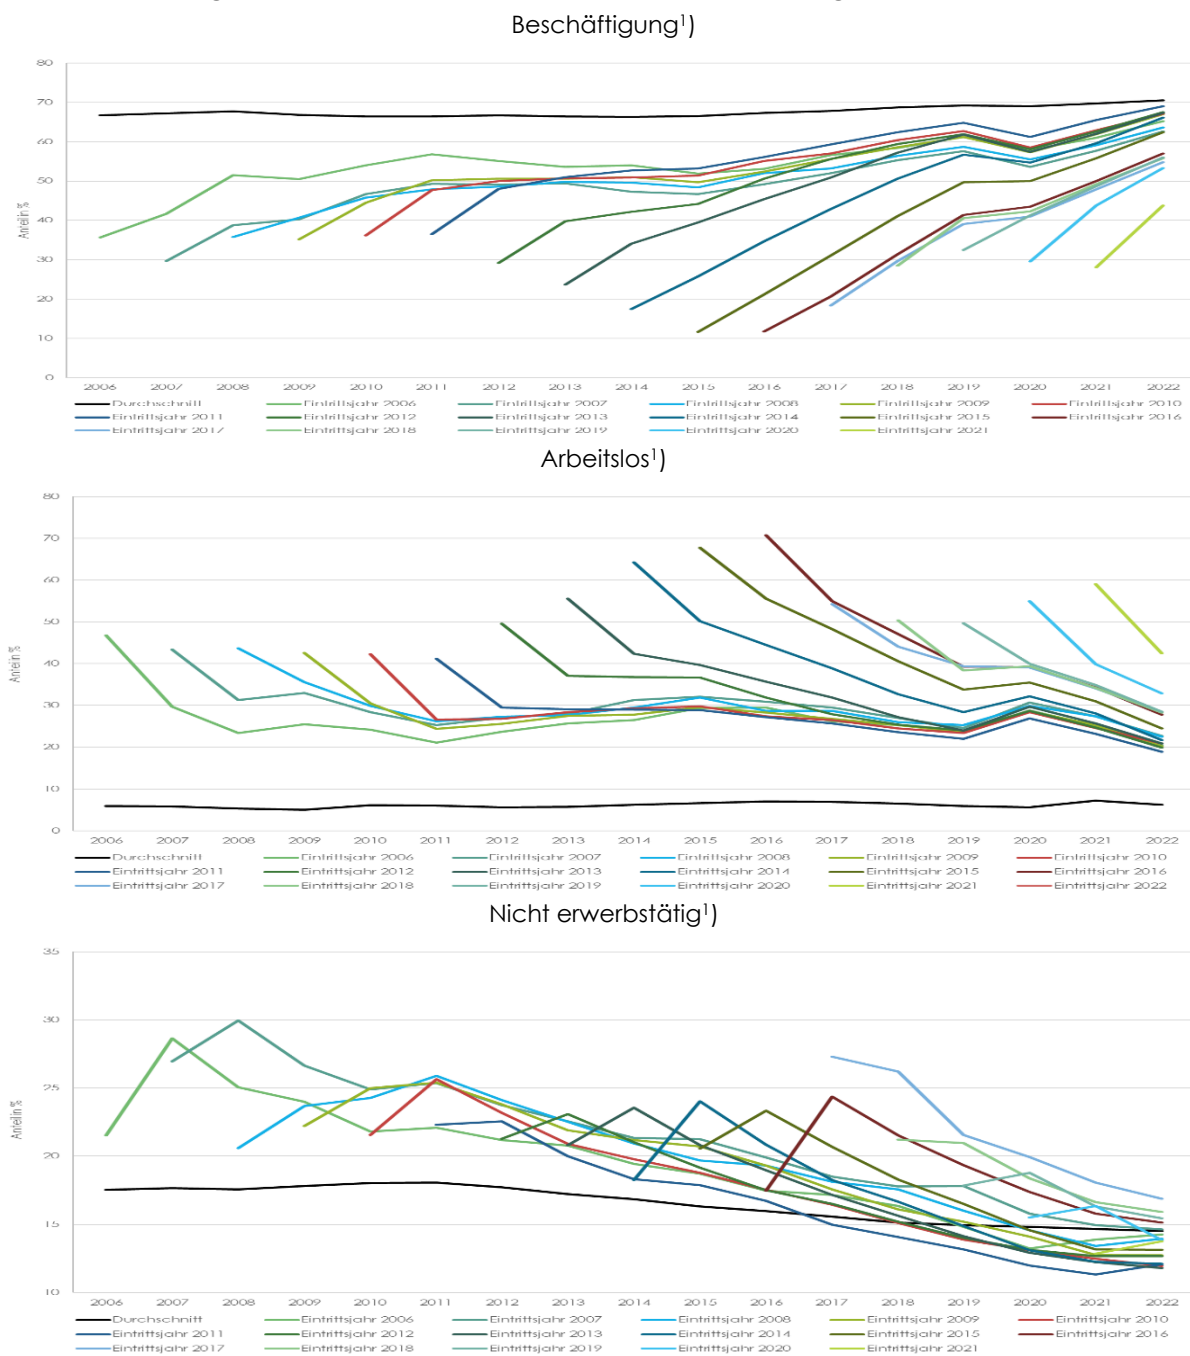 Beschäftigung¹)
80
70
60
50
40
30
20
10
0
Anteil in %
2006 2007 2008 2009 2010 2011 2012 2013 2014 2015 2016 2017 2018 2019 2020 2021 2022
Durchschnitt Eintrittsjahr 2006 Eintrittsjahr 2007 Eintrittsjahr 2008 Eintrittsjahr 2009 Eintrittsjahr 2010
Eintrittsjahr 2011 Eintrittsjahr 2012 Eintrittsjahr 2013 Eintrittsjahr 2014 Eintrittsjahr 2015 Eintrittsjahr 2016
Eintrittsjahr 2017 Eintrittsjahr 2018 Eintrittsjahr 2019 Eintrittsjahr 2020 Eintrittsjahr 2021
Arbeitslos¹)
80
70
60
50
40
30
20
10
0
Anteil in %
2006 2007 2008 2009 2010 2011 2012 2013 2014 2015 2016 2017 2018 2019 2020 2021 2022
Durchschnitt Eintrittsjahr 2006 Eintrittsjahr 2007 Eintrittsjahr 2008 Eintrittsjahr 2009 Eintrittsjahr 2010
Eintrittsjahr 2011 Eintrittsjahr 2012 Eintrittsjahr 2013 Eintrittsjahr 2014 Eintrittsjahr 2015 Eintrittsjahr 2016
Eintrittsjahr 2017 Eintrittsjahr 2018 Eintrittsjahr 2019 Eintrittsjahr 2020 Eintrittsjahr 2021 Eintrittsjahr 2022
Nicht erwerbstätig¹)
35
30
25
20
15
10
Anteil in %
2006 2007 2008 2009 2010 2011 2012 2013 2014 2015 2016 2017 2018 2019 2020 2021 2022
Durchschnitt Eintrittsjahr 2006 Eintrittsjahr 2007 Eintrittsjahr 2008 Eintrittsjahr 2009 Eintrittsjahr 2010
Eintrittsjahr 2011 Eintrittsjahr 2012 Eintrittsjahr 2013 Eintrittsjahr 2014 Eintrittsjahr 2015 Eintrittsjahr 2016
Eintrittsjahr 2017 Eintrittsjahr 2018 Eintrittsjahr 2019 Eintrittsjahr 2020 Eintrittsjahr 2021